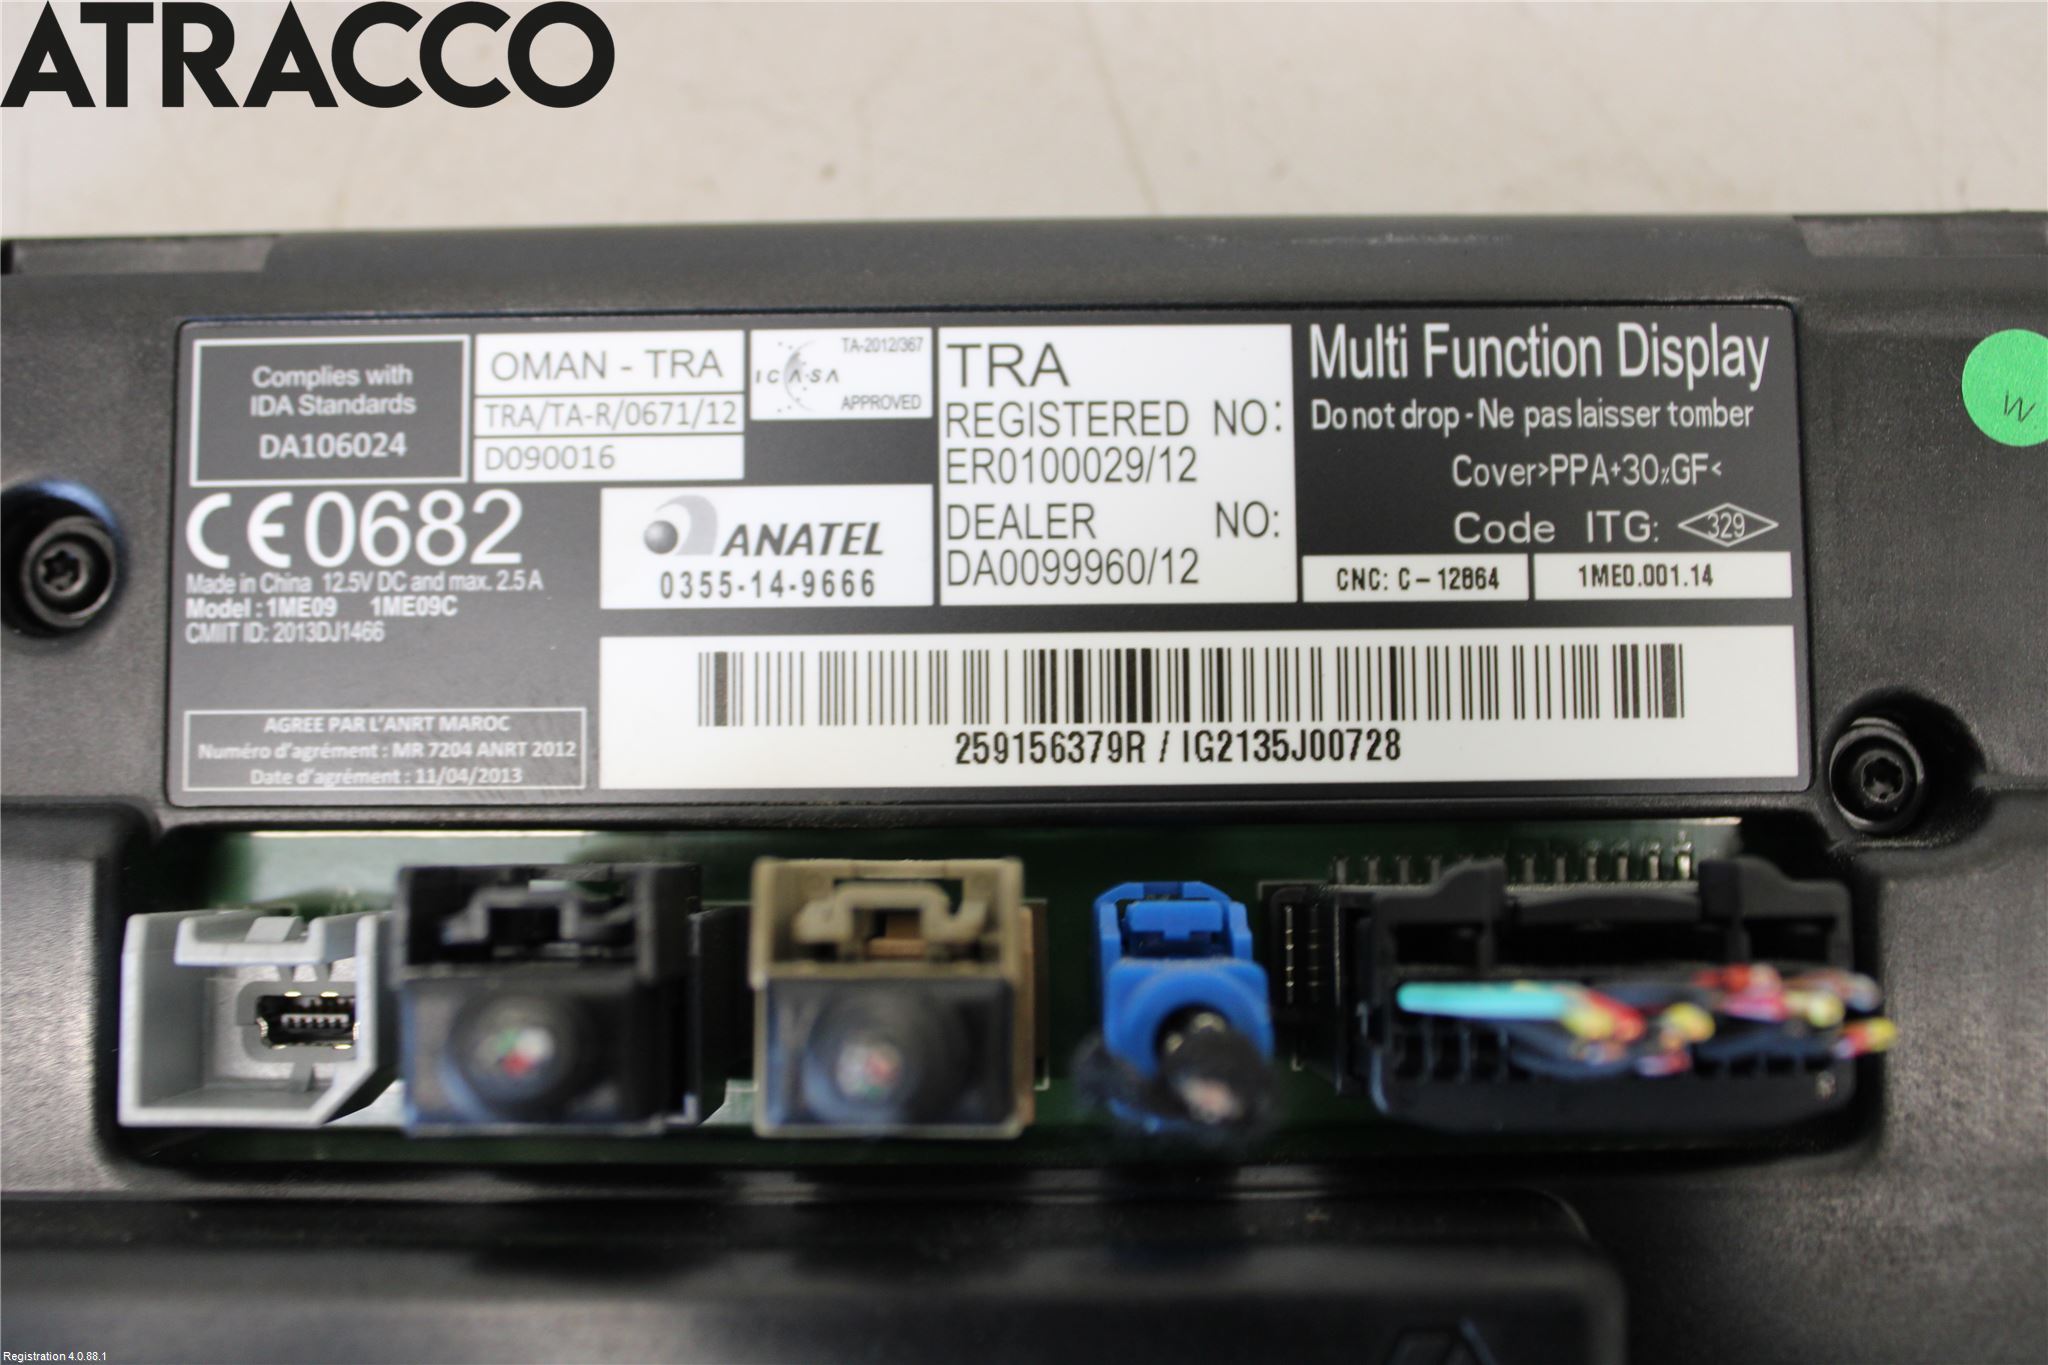 ATRACCO
Complies with
IDA Standards
DA106024
OMAN - TRA
TRA/TA-R/0671/12
D090016
TA-2012/367
ICASA
APPROVED
TRA
REGISTERED NO:
ER0100029/12
DEALER NO:
DA0099960/12
Multi Function Display
Do not drop - Ne pas laisser tomber
Cover>PPA+30%GF<
Code ITG: 329
CNC: C-12864
1ME0.001.14
CE0682
Made in China 12.5V DC and max. 2.5 A
Model : 1ME09 1ME09C
CMIIT ID: 2013DJ1466
ANATEL
0355-14-9666
AGREE PAR L'ANRT MAROC
Numéro d'agrément : MR 7204 ANRT 2012
Date d'agrément : 11/04/2013
259156379R / IG2135J00728
W
Registration 4.0.88.1